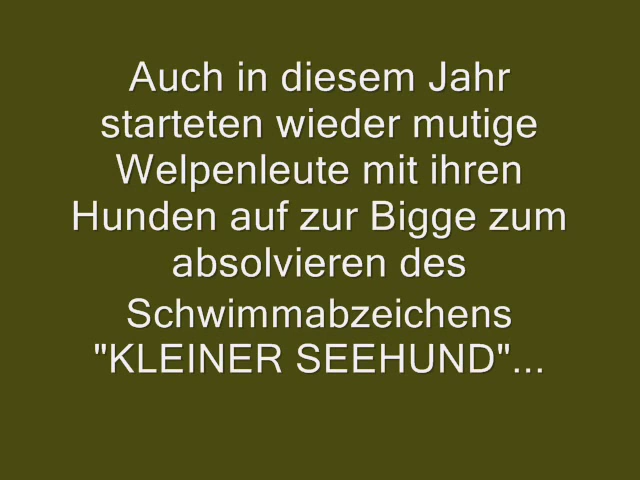 Auch in diesem Jahr
starteten wieder mutige
Welpenleute mit ihren
Hunden auf zur Bigge zum
absolvieren des
Schwimmabzeichens
"KLEINER SEEHUND"...